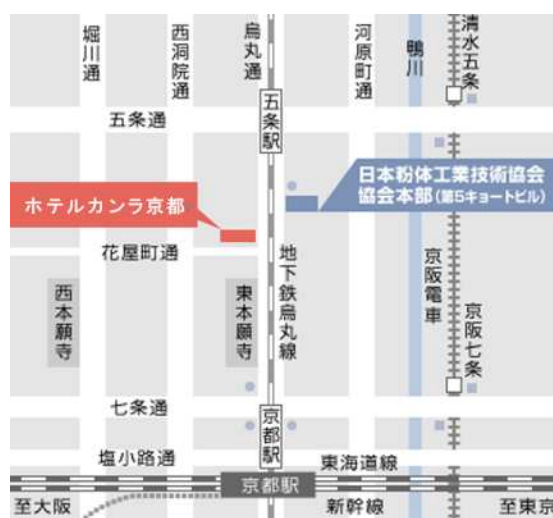 堀川通
西洞院通
烏丸通
河原町通
鴨川
清水五条
五条通
五条駅
日本粉体工業技術協会
協会本部(第5キョートビル)
ホテルカンラ京都
花屋町通
地下鉄烏丸線
京阪電車
西本願寺
東本願寺
京阪七条
七条通
京都駅
塩小路通
東海道線
京都駅
至大阪
新幹線
至東京